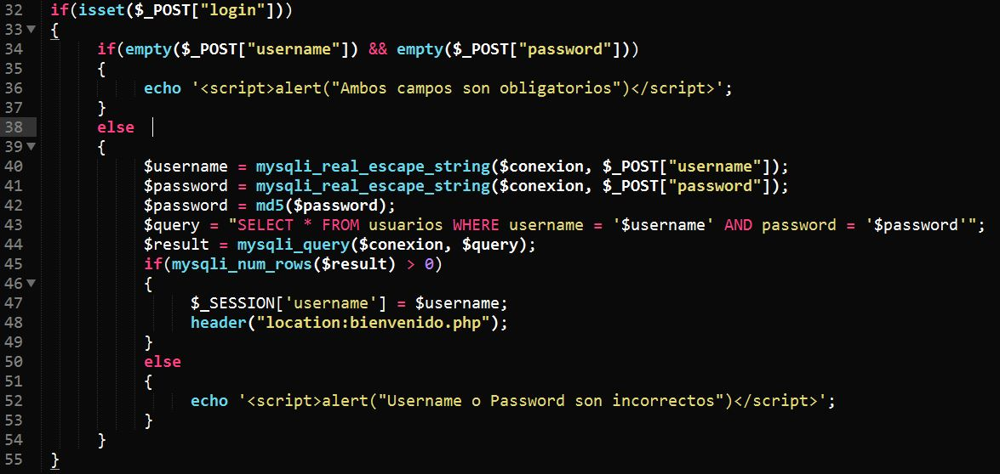 32 if(isset($_POST["login"]))
33 {
34 if(empty($_POST["username"]) && empty($_POST["password"]))
35 {
36 echo '<script>alert("Ambos campos son obligatorios")</script>';
37 }
38 else
39 {
40 $username = mysqli_real_escape_string($conexion, $_POST["username"]);
41 $password = mysqli_real_escape_string($conexion, $_POST["password"]);
42 $password = md5($password);
43 $query = "SELECT * FROM usuarios WHERE username = '$username' AND password = '$password'";
44 $result = mysqli_query($conexion, $query);
45 if(mysqli_num_rows($result) > 0)
46 {
47 $_SESSION['username'] = $username;
48 header("location:bienvenido.php");
49 }
50 else
51 {
52 echo '<script>alert("Username o Password son incorrectos")</script>';
53 }
54 }
55 }